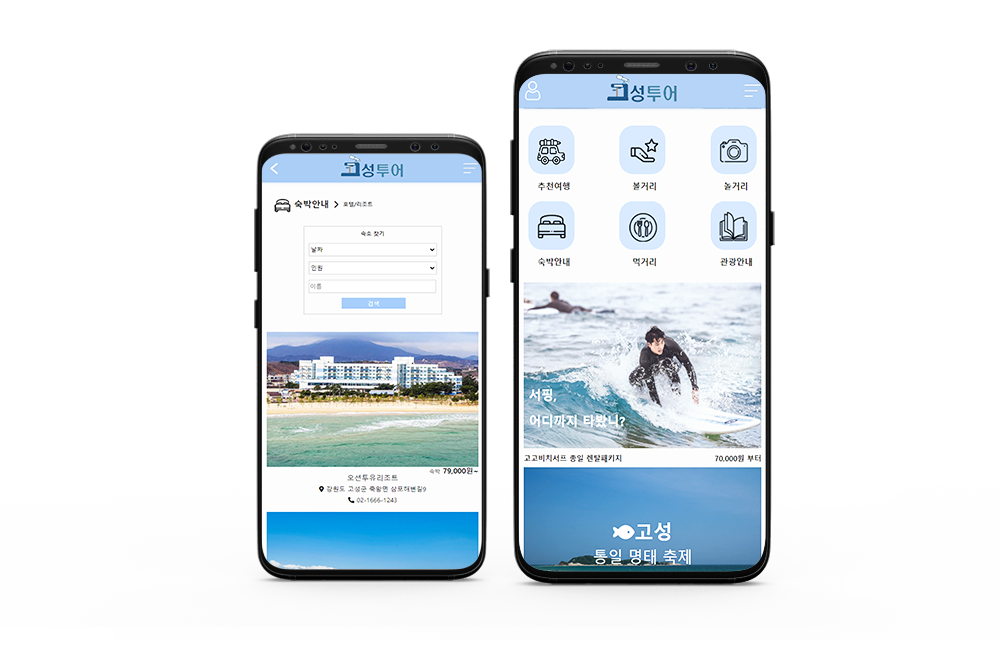 고성투어
숙박안내 > 호텔/리조트
숙소 찾기
날짜
인원
이름
검색
숙박 79,000원~
오션투유리조트
강원도 고성군 죽왕면 삼포해변길9
02-1666-1243
고성투어
추천여행
볼거리
놀거리
숙박안내
먹거리
관광안내
서핑,
어디까지 타봤니?
고고비치서프 종일 렌탈패키지
70,000원 부터
고성
통일 명태 축제